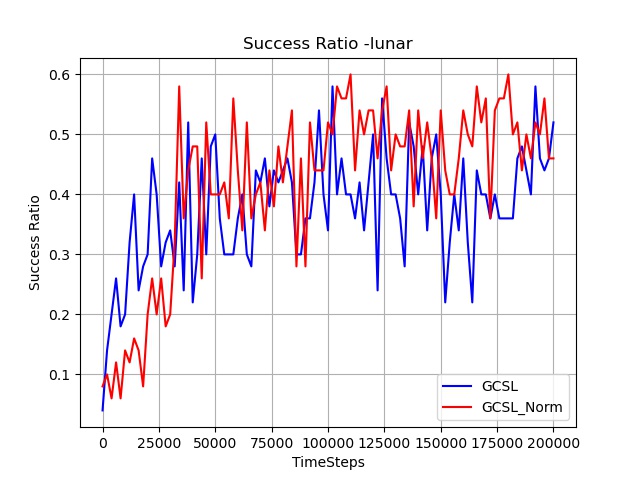 Success Ratio -lunar
0.6
0.5
0.4
0.3
0.2
0.1
Success Ratio
GCSL
GCSL_Norm
0 25000 50000 75000 100000 125000 150000 175000 200000
TimeSteps